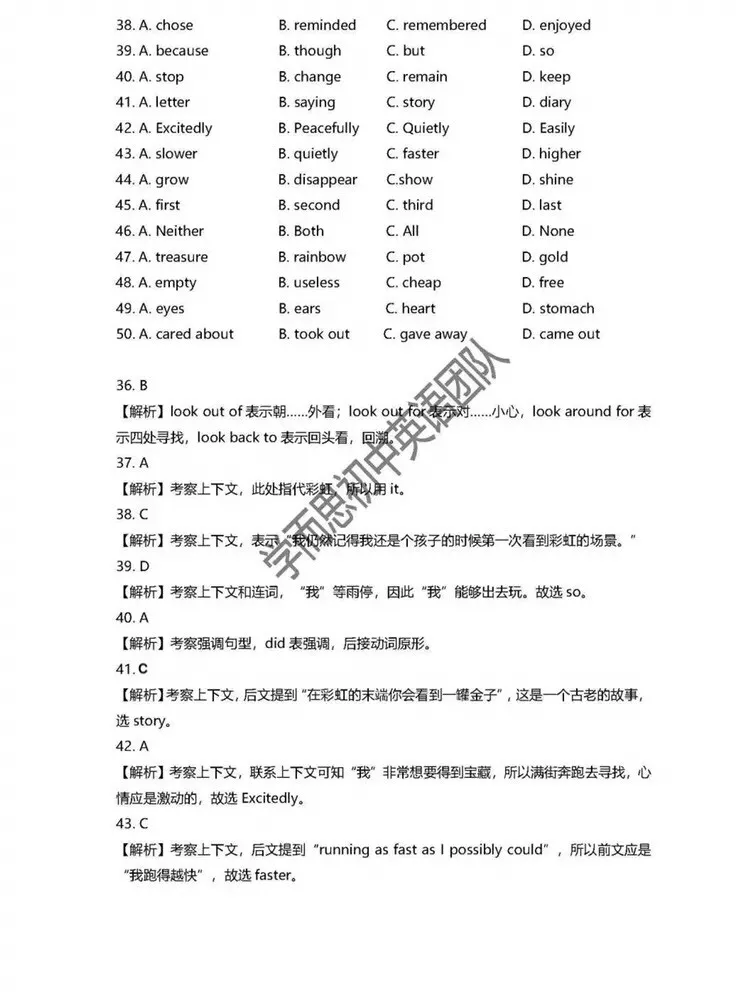 38. A. chose B. reminded C. remembered D. enjoyed
39. A. because B. though C. but D. so
40. A. stop B. change C. remain D. keep
41. A. letter B. saying C. story D. diary
42. A. Excitedly B. Peacefully C. Quietly D. Easily
43. A. slower B. quietly C. faster D. higher
44. A. grow B. disappear C.show D. shine
45. A. first B. second C. third D. last
46. A. Neither B. Both C. All D. None
47. A. treasure B. rainbow C. pot D. gold
48. A. empty B. useless C. cheap D. free
49. A. eyes B. ears C. heart D. stomach
50. A. cared about B. took out C. gave away D. came out
36. B
【解析】look out of 表示朝……外看；look out for 表示对……小心，look around for 表
示四处寻找，look back to 表示回头看，回溯。
37. A
【解析】考察上下文，此处指代彩虹，所以用 it。
38. C
【解析】考察上下文，表示“我仍然记得我还是个孩子的时候第一次看到彩虹的场景。”
39. D
【解析】考察上下文和连词，“我”等雨停，因此“我”能够出去玩。故选 so。
40. A
【解析】考察强调句型，did 表强调，后接动词原形。
41. C
【解析】考察上下文，后文提到“在彩虹的末端你会看到一罐金子”，这是一个古老的故事，
选 story。
42. A
【解析】考察上下文，联系上下文可知“我”非常想要得到宝藏，所以满街奔跑去寻找，心
情应是激动的，故选 Excitedly。
43. C
【解析】考察上下文，后文提到“running as fast as I possibly could”，所以前文应是
“我跑得越快”，故选 faster。
学而思初中英语团队